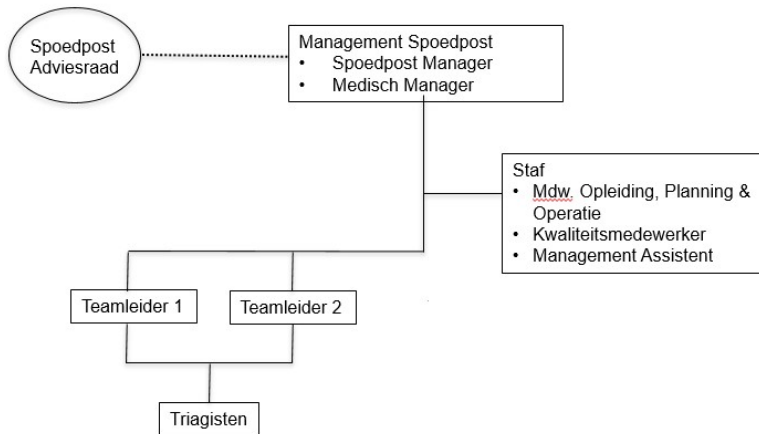 Spoedpost
Adviesraad
Management Spoedpost
• Spoedpost Manager
• Medisch Manager
Staf
• Mdw. Opleiding, Planning &
Operatie
• Kwaliteitsmedewerker
• Management Assistent
Teamleider 1
Teamleider 2
Triagisten